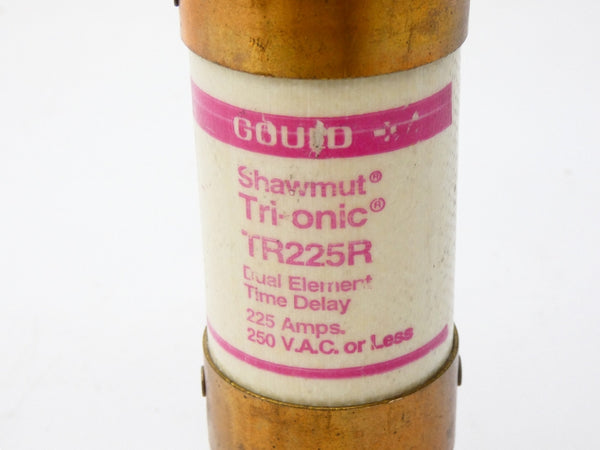 GOULD
Shawmut®
Tri-onic®
TR225R
Dual Element
Time Delay
225 Amps.
250 V.A.C. or Less